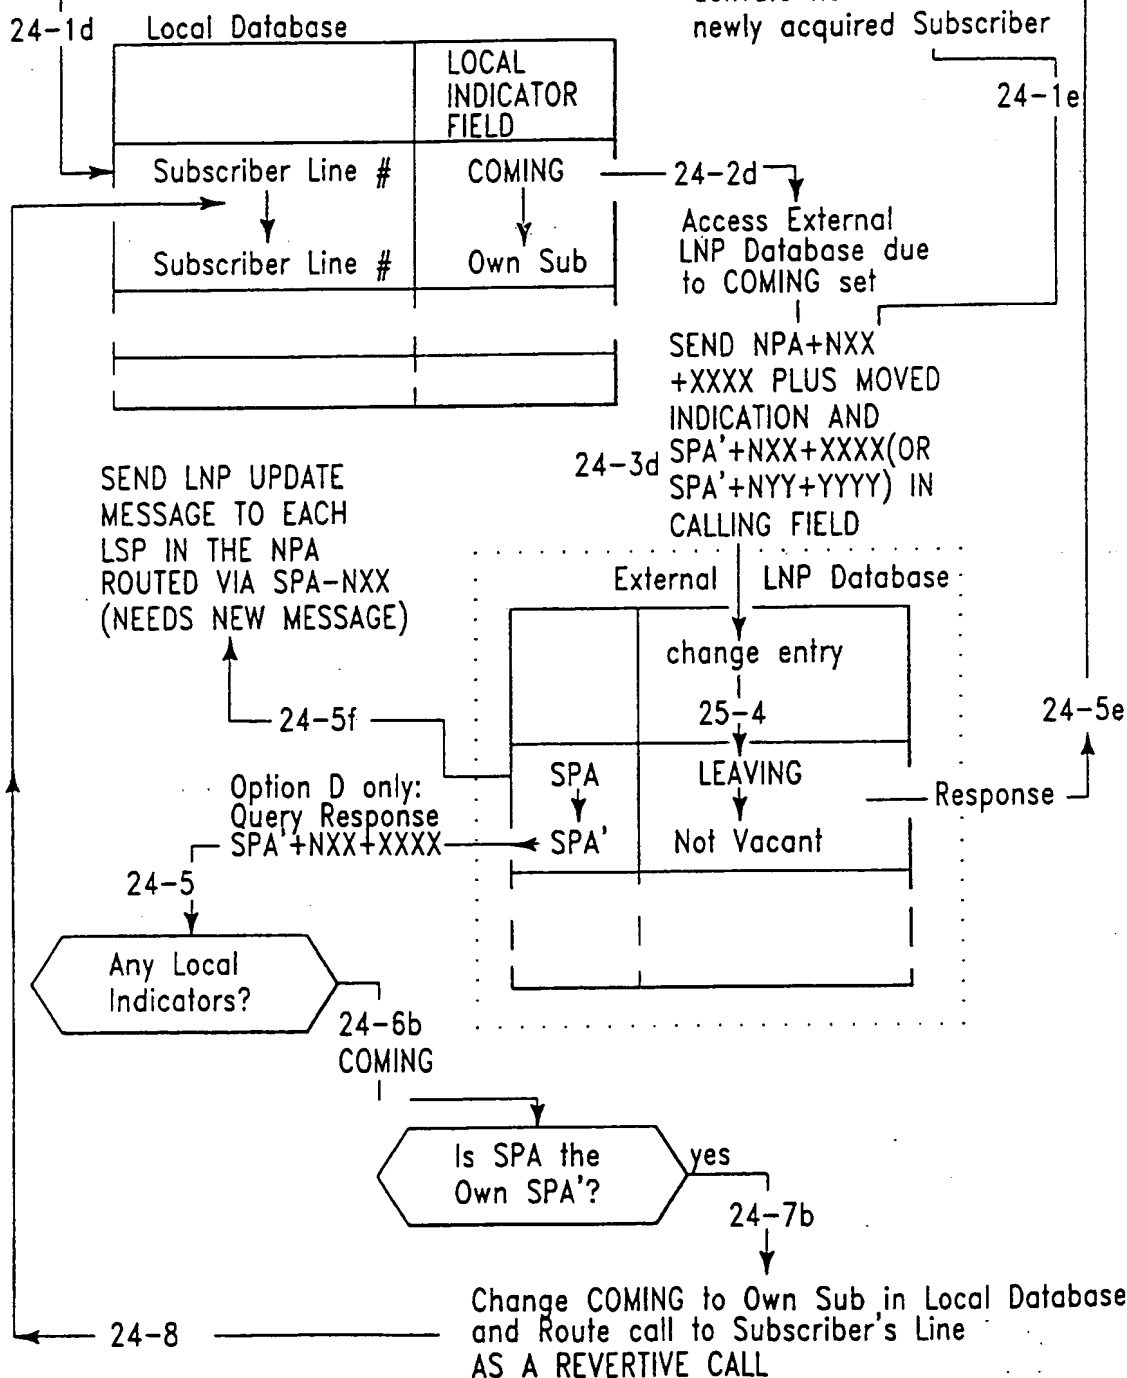 newly acquired Subscriber
24-1d
Local Database
24-1e
LOCAL
INDICATOR
FIELD
Subscriber Line #
COMING
24-2d
Subscriber Line #
Own Sub
Access External
LNP Database due
to COMING set
SEND NPA+NXX
+XXXX PLUS MOVED
INDICATION AND
SPA'+NXX+XXXX(OR
SPA'+NYY+YYYY) IN
CALLING FIELD
24-3d
SEND LNP UPDATE
MESSAGE TO EACH
LSP IN THE NPA
ROUTED VIA SPA-NXX
(NEEDS NEW MESSAGE)
External LNP Database
change entry
25-4
24-5f
24-5e
SPA
LEAVING
Response
SPA'
Not Vacant
Option D only:
Query Response
SPA'+NXX+XXXX
24-5
Any Local
Indicators?
24-6b
COMING
Is SPA the
Own SPA'?
yes
24-7b
Change COMING to Own Sub in Local Database
and Route call to Subscriber's Line
AS A REVERTIVE CALL
24-8